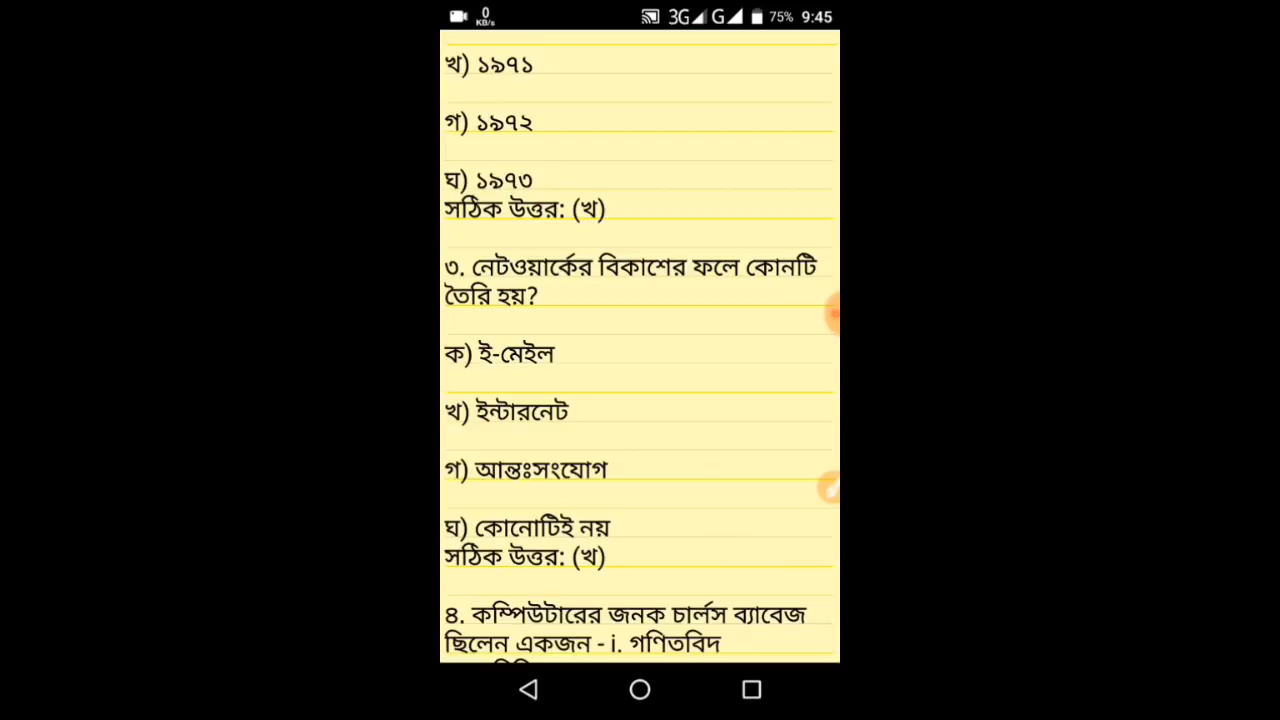 0
KB/s
3G G 75% 9:45
খ) ১৯৭১
গ) ১৯৭২
ঘ) ১৯৭৩
সঠিক উত্তর: (খ)
৩. নেটওয়ার্কের বিকাশের ফলে কোনটি
তৈরি হয়?
ক) ই-মেইল
খ) ইন্টারনেট
গ) আন্তঃসংযোগ
ঘ) কোনোটিই নয়
সঠিক উত্তর: (খ)
৪. কম্পিউটারের জনক চার্লস ব্যাবেজ
ছিলেন একজন - i. গণিতবিদ